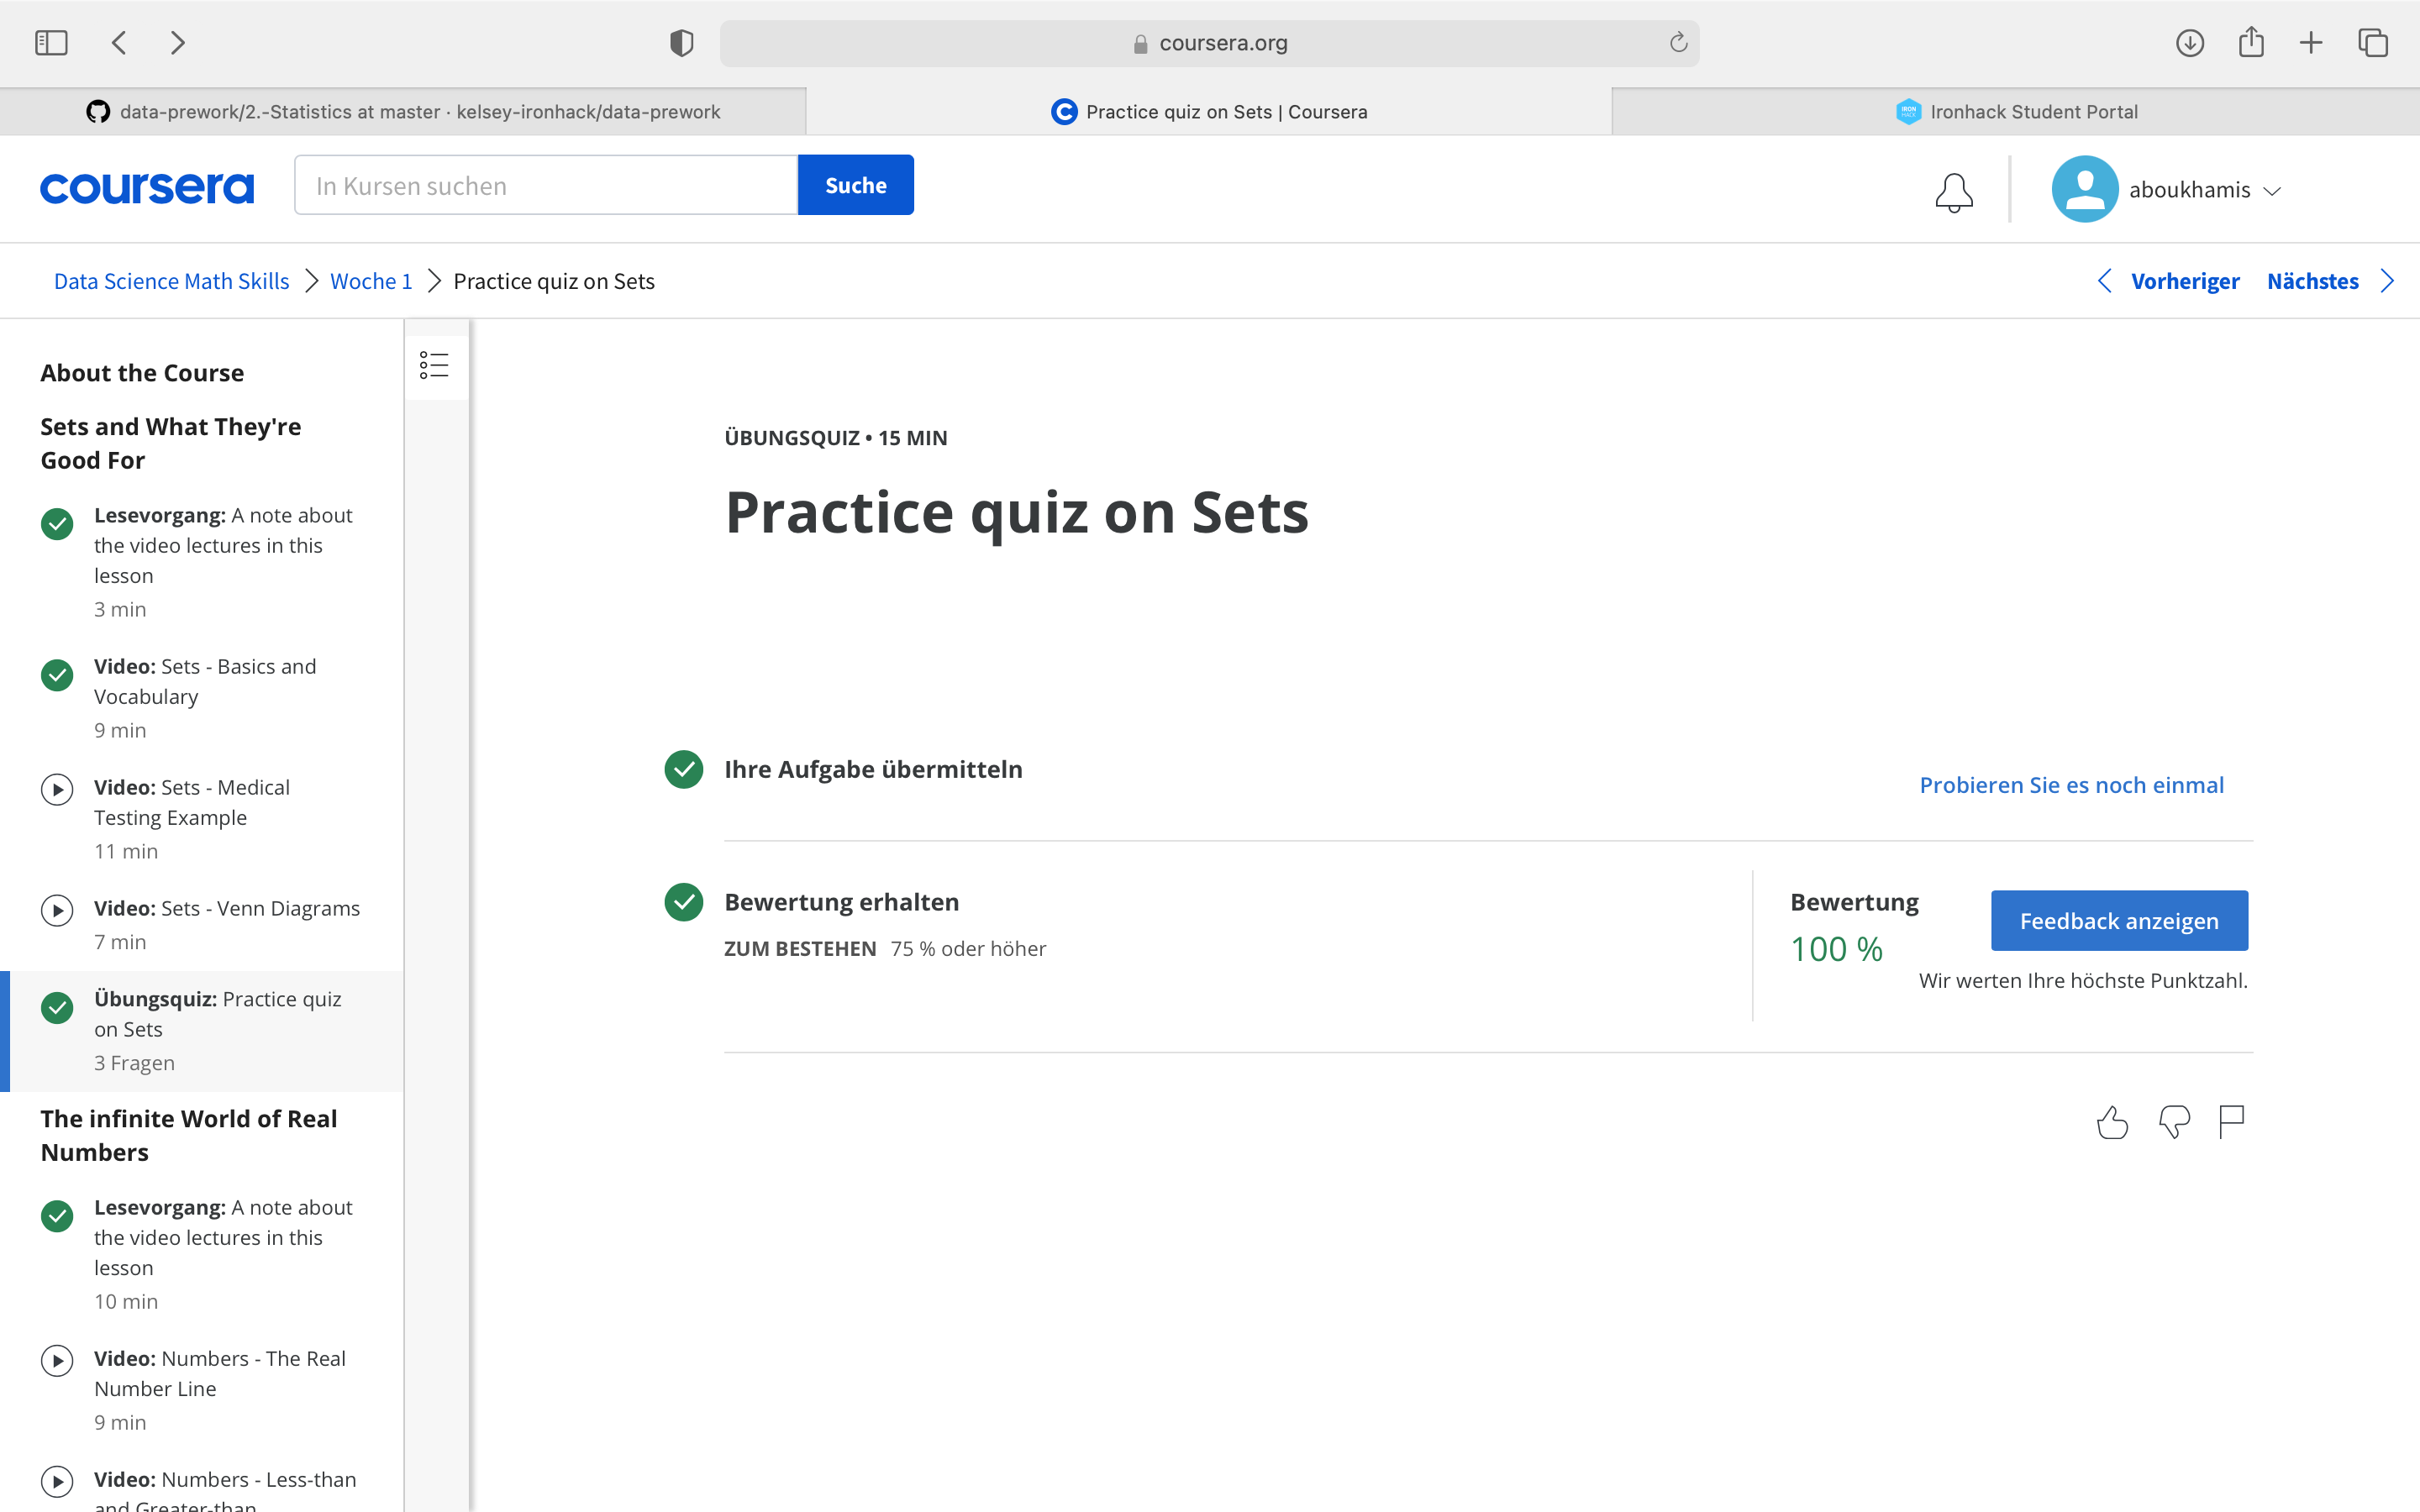 coursera.org
data-prework/2.-Statistics at master · kelsey-ironhack/data-prework
Practice quiz on Sets | Coursera
Ironhack Student Portal
coursera
In Kursen suchen
Suche
aboukhamis
Data Science Math Skills
Woche 1
Practice quiz on Sets
Vorheriger
Nächstes
About the Course
Sets and What They're
Good For
Lesevorgang: A note about
the video lectures in this
lesson
3 min
Video: Sets - Basics and
Vocabulary
9 min
Video: Sets - Medical
Testing Example
11 min
Video: Sets - Venn Diagrams
7 min
Übungsquiz: Practice quiz
on Sets
3 Fragen
The infinite World of Real
Numbers
Lesevorgang: A note about
the video lectures in this
lesson
10 min
Video: Numbers - The Real
Number Line
9 min
Video: Numbers - Less-than
and Greater-than
ÜBUNGSQUIZ • 15 MIN
Practice quiz on Sets
Ihre Aufgabe übermitteln
Probieren Sie es noch einmal
Bewertung erhalten
ZUM BESTEHEN 75 % oder höher
Bewertung
100 %
Feedback anzeigen
Wir werten Ihre höchste Punktzahl.